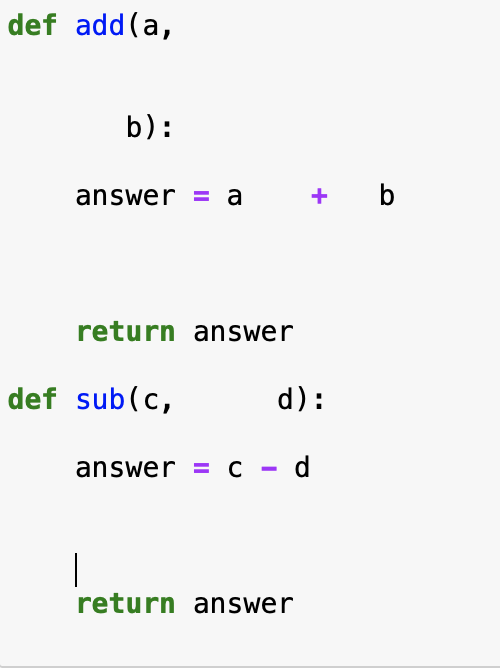 def add(a,
       b):
    answer = a    +   b
    return answer
def sub(c,      d):
    answer = c - d
    return answer